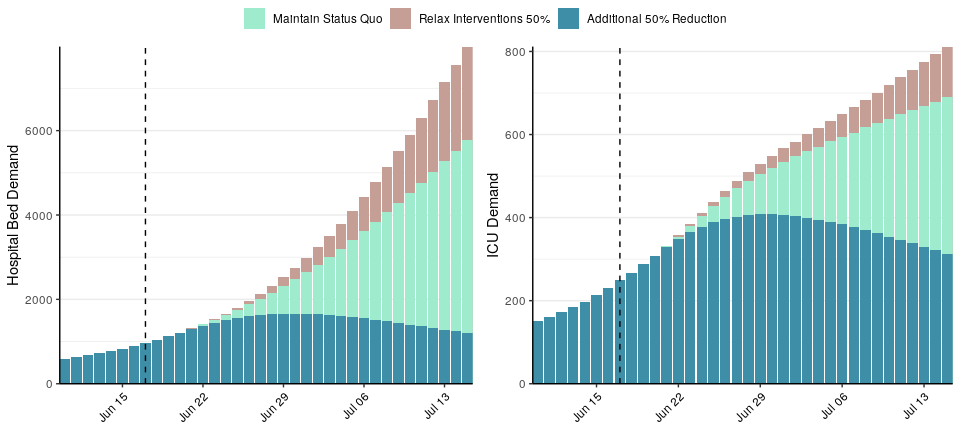 Maintain Status Quo Relax Interventions 50% Additional 50% Reduction
Hospital Bed Demand
6000
4000
2000
0
Jun 15 Jun 22 Jun 29 Jul 06 Jul 13
ICU Demand
800
600
400
200
0
Jun 15 Jun 22 Jun 29 Jul 06 Jul 13